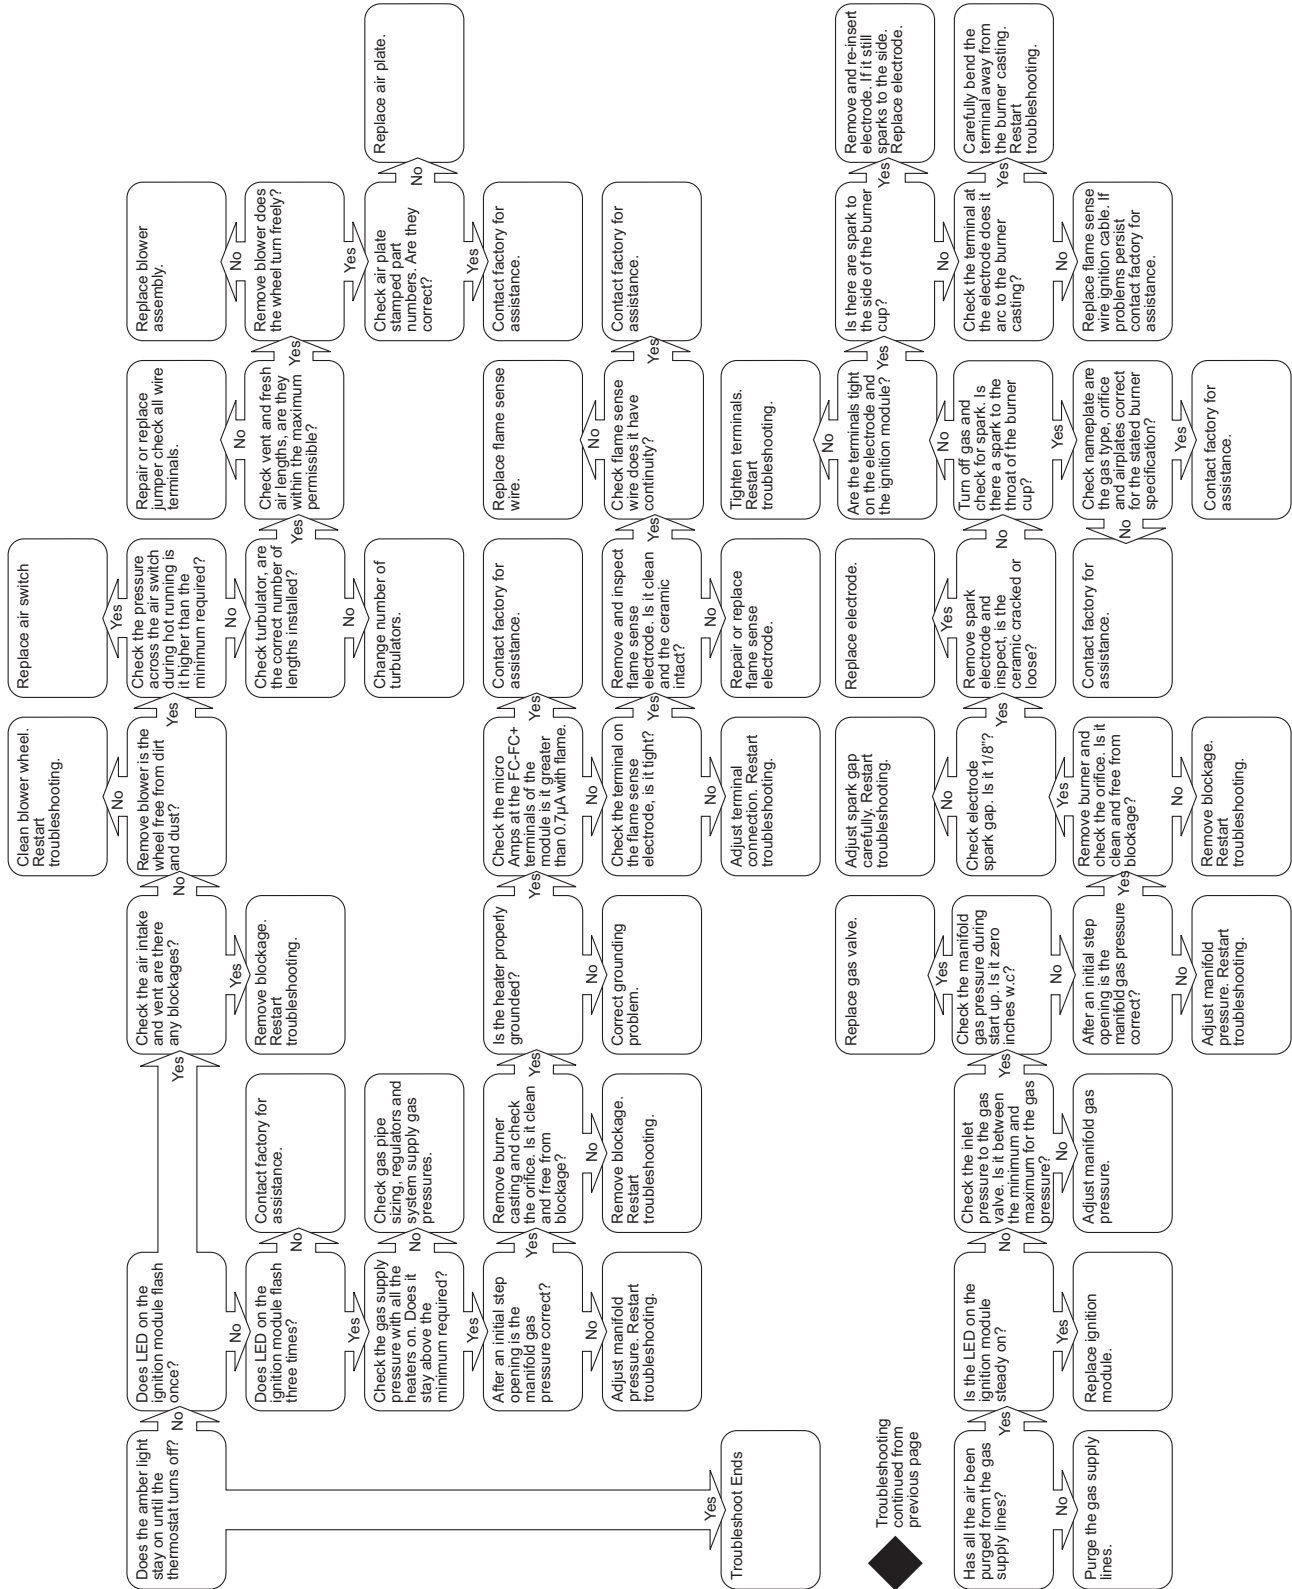 Does the amber light
stay on until the
thermostat turns off?
No
Yes
Troubleshoot Ends
Does LED on the
ignition module flash
once?
Yes
No
Does LED on the
ignition module flash
three times?
No
Contact factory for
assistance.
Yes
Check the gas supply
pressure with all the
heaters on. Does it
stay above the
minimum required?
No
Check gas pipe
sizing, regulators and
system supply gas
pressures.
Yes
After an initial step
opening is the
manifold gas
pressure correct?
No
Adjust manifold
pressure. Restart
troubleshooting.
Yes
Remove burner
casting and check
the orifice. Is it clean
and free from
blockage?
No
Remove blockage.
Restart
troubleshooting.
Yes
Is the heater properly
grounded?
No
Correct grounding
problem.
Yes
Check the micro
Amps at the FC-FC+
terminals of the
module is it greater
than 0.7µA with flame.
Yes
Contact factory for
assistance.
No
Check the terminal on
the flame sense
electrode, is it tight?
No
Adjust terminal
connection. Restart
troubleshooting.
Yes
Remove and inspect
flame sense
electrode. Is it clean
and the ceramic
intact?
No
Repair or replace
flame sense
electrode.
Yes
Check flame sense
wire does it have
continuity?
No
Replace flame sense
wire.
Yes
Contact factory for
assistance.
Check the air intake
and vent are there
any blockages?
Yes
Remove blockage.
Restart
troubleshooting.
No
Remove blower is the
wheel free from dirt
and dust?
No
Clean blower wheel.
Restart
troubleshooting.
Yes
Check the pressure
across the air switch
during hot running is
it higher than the
minimum required?
Yes
Replace air switch
No
Check turbulator, are
the correct number of
lengths installed?
No
Change number of
turbulators.
Yes
Check vent and fresh
air lengths, are they
within the maximum
permissible?
No
Repair or replace
jumper check all wire
terminals.
Yes
Remove blower does
the wheel turn freely?
No
Replace blower
assembly.
Yes
Check air plate
stamped part
numbers. Are they
correct?
No
Replace air plate.
Yes
Contact factory for
assistance.
Troubleshooting
continued from
previous page
Has all the air been
purged from the gas
supply lines?
No
Purge the gas supply
lines.
Yes
Is the LED on the
ignition module
steady on?
Yes
Replace ignition
module.
No
Check the inlet
pressure to the gas
valve. Is it between
the minimum and
maximum for the gas
pressure?
No
Adjust manifold gas
pressure.
Yes
Check the manifold
gas pressure during
start up. Is it zero
inches w.c?
Yes
Replace gas valve.
No
After an initial step
opening is the
manifold gas pressure
correct?
No
Adjust manifold
pressure. Restart
troubleshooting.
Yes
Remove burner and
check the orifice. Is it
clean and free from
blockage?
No
Remove blockage.
Restart
troubleshooting.
Yes
Check electrode
spark gap. Is it 1/8"?
No
Adjust spark gap
carefully. Restart
troubleshooting.
Yes
Remove spark
electrode and
inspect, is the
ceramic cracked or
loose?
Yes
Replace electrode.
No
Turn off gas and
check for spark. Is
there a spark to the
throat of the burner
cup?
Yes
Check nameplate are
the gas type, orifice
and airplates correct
for the stated burner
specification?
No
Contact factory for
assistance.
Yes
Contact factory for
assistance.
No
Are the terminals tight
on the electrode and
the ignition module?
No
Tighten terminals.
Restart
troubleshooting.
Yes
Is there are spark to
the side of the burner
cup?
Yes
Remove and re-insert
electrode. If it still
sparks to the side.
Replace electrode.
No
Check the terminal at
the electrode does it
arc to the burner
casting?
Yes
Carefully bend the
terminal away from
the burner casting.
Restart
troubleshooting.
No
Replace flame sense
wire ignition cable. If
problems persist
contact factory for
assistance.